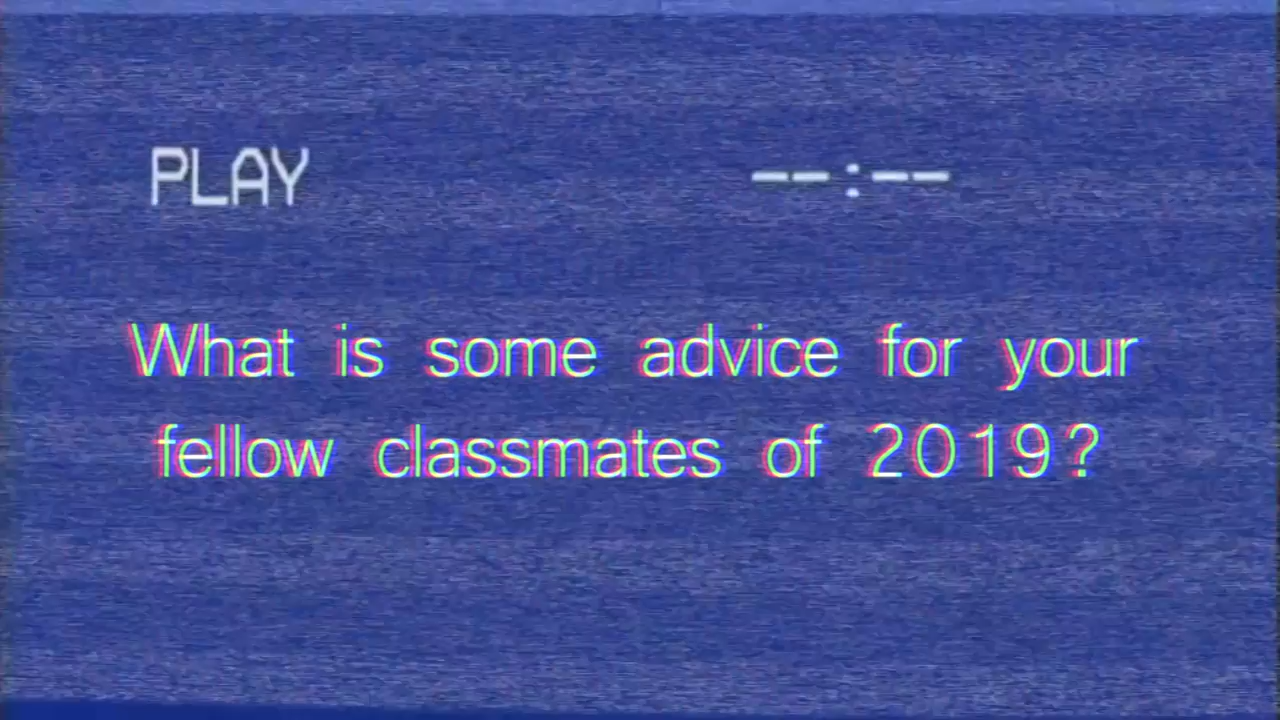 PLAY --:--
What is some advice for your
fellow classmates of 2019?